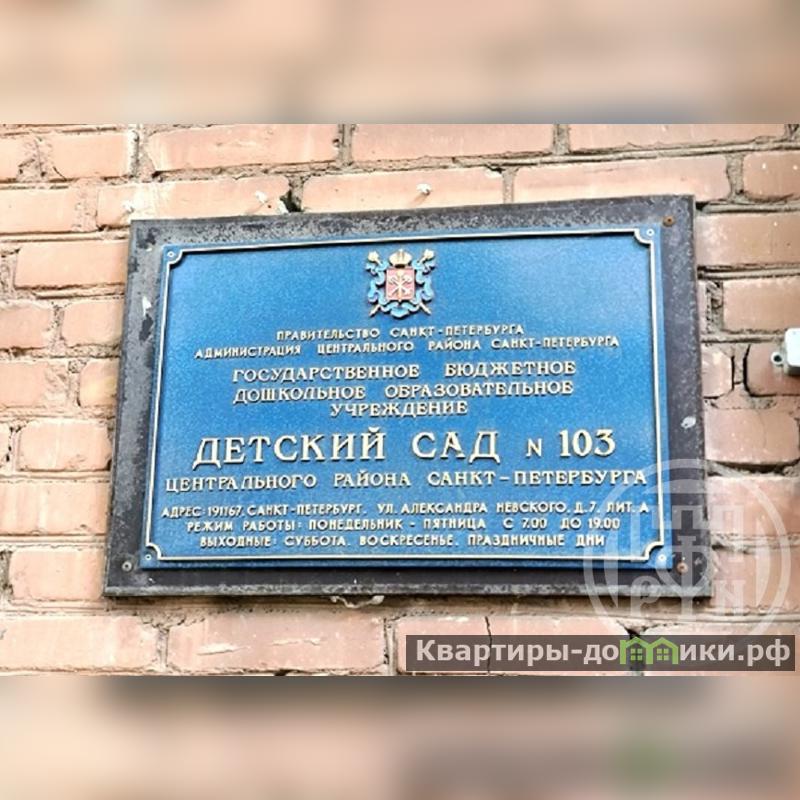 ПРАВИТЕЛЬСТВО САНКТ-ПЕТЕРБУРГА
АДМИНИСТРАЦИЯ ЦЕНТРАЛЬНОГО РАЙОНА САНКТ-ПЕТЕРБУРГА
ГОСУДАРСТВЕННОЕ БЮДЖЕТНОЕ
ДОШКОЛЬНОЕ ОБРАЗОВАТЕЛЬНОЕ
УЧРЕЖДЕНИЕ
ДЕТСКИЙ САД N 103
ЦЕНТРАЛЬНОГО РАЙОНА САНКТ-ПЕТЕРБУРГА
АДРЕС: 191167, САНКТ-ПЕТЕРБУРГ, УЛ. АЛЕКСАНДРА НЕВСКОГО, Д.7, ЛИТ. А
РЕЖИМ РАБОТЫ: ПОНЕДЕЛЬНИК - ПЯТНИЦА С 7.00 ДО 19.00
ВЫХОДНЫЕ: СУББОТА, ВОСКРЕСЕНЬЕ, ПРАЗДНИЧНЫЕ ДНИ
Квартиры-домики.рф